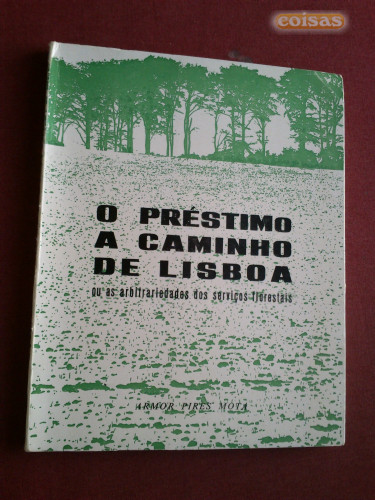 coisas
O PRÉSTIMO
A CAMINHO
DE LISBOA
ou as arbitrariedades dos serviços florestais
ARMOR PIRES MOTA